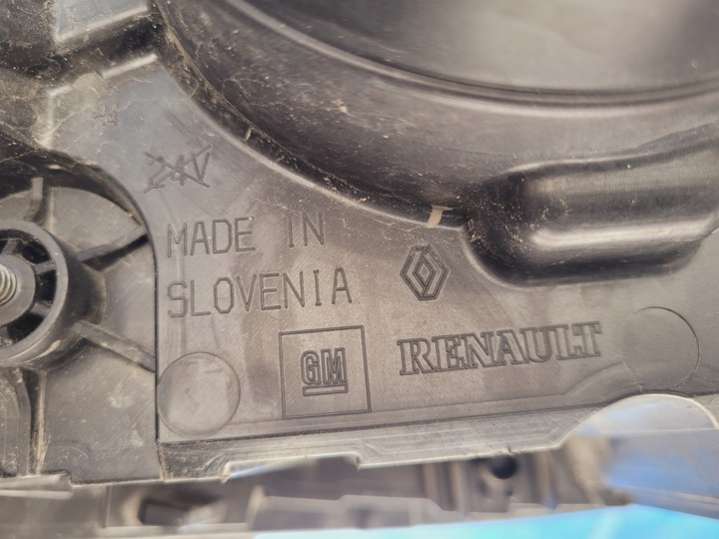 24V
MADE IN
SLOVENIA
GM
RENAULT